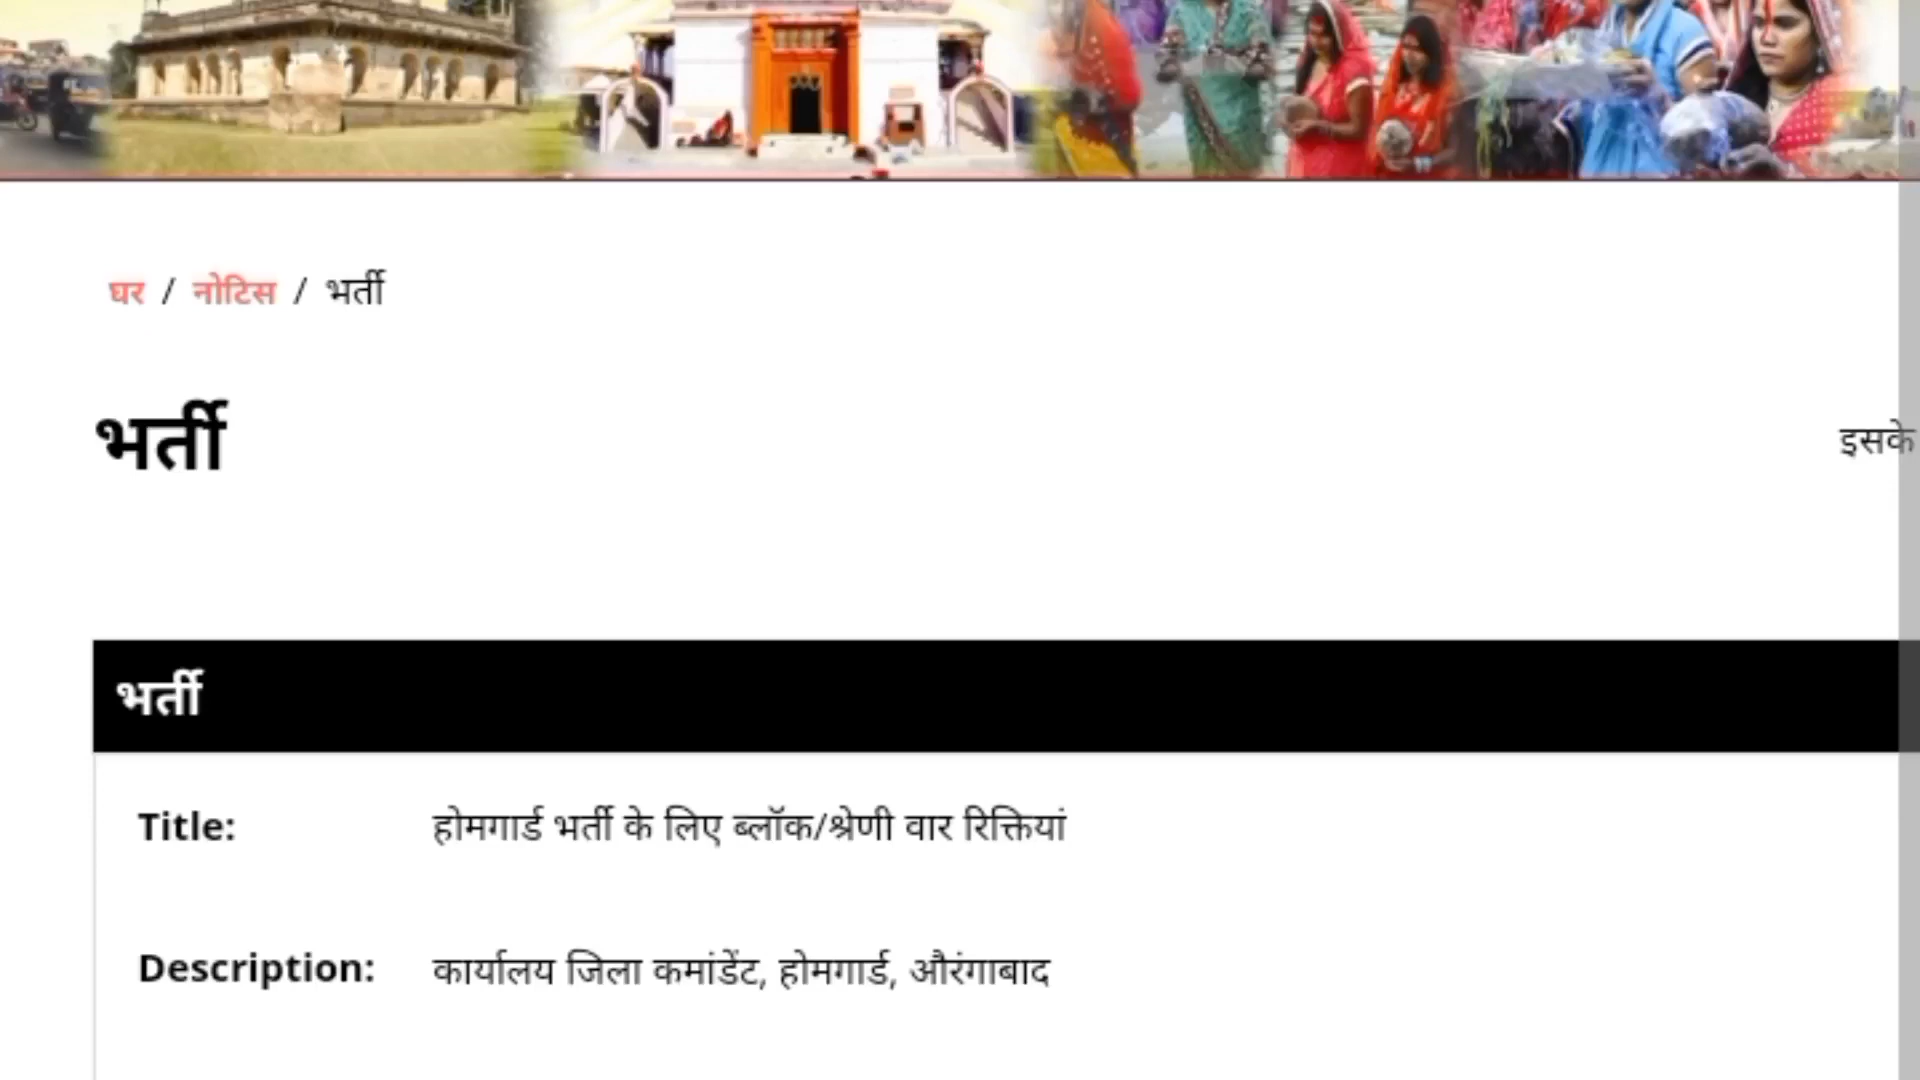 घर / नोटिस / भर्ती
भर्ती
इसके
भर्ती
Title: होमगार्ड भर्ती के लिए ब्लॉक/श्रेणी वार रिक्तियां
Description: कार्यालय जिला कमांडेंट, होमगार्ड, औरंगाबाद